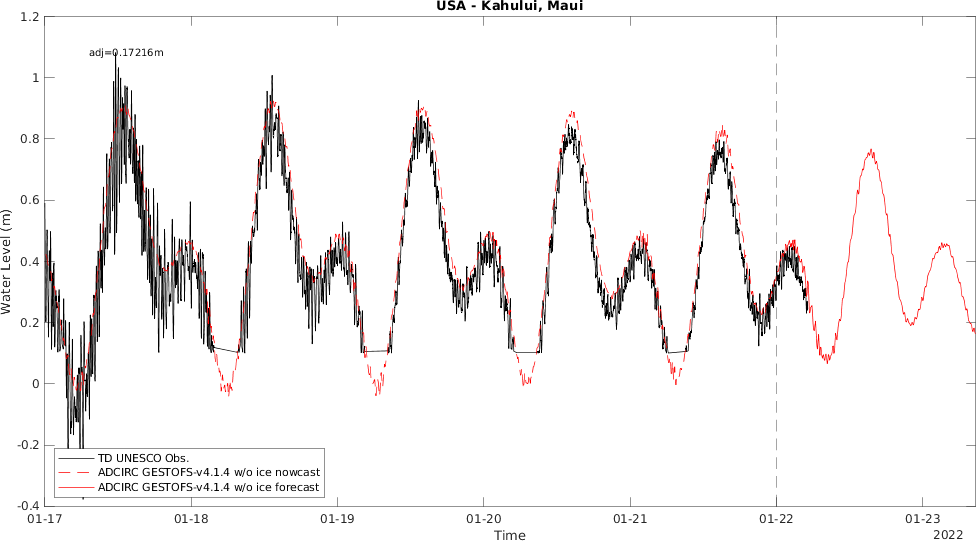 USA - Kahului, Maui
adj=0.17216m
Water Level (m)
1.2
1
0.8
0.6
0.4
0.2
0
-0.2
-0.4
TD UNESCO Obs.
ADCIRC GESTOFS-v4.1.4 w/o ice nowcast
ADCIRC GESTOFS-v4.1.4 w/o ice forecast
01-17 01-18 01-19 01-20 01-21 01-22 01-23
Time
2022